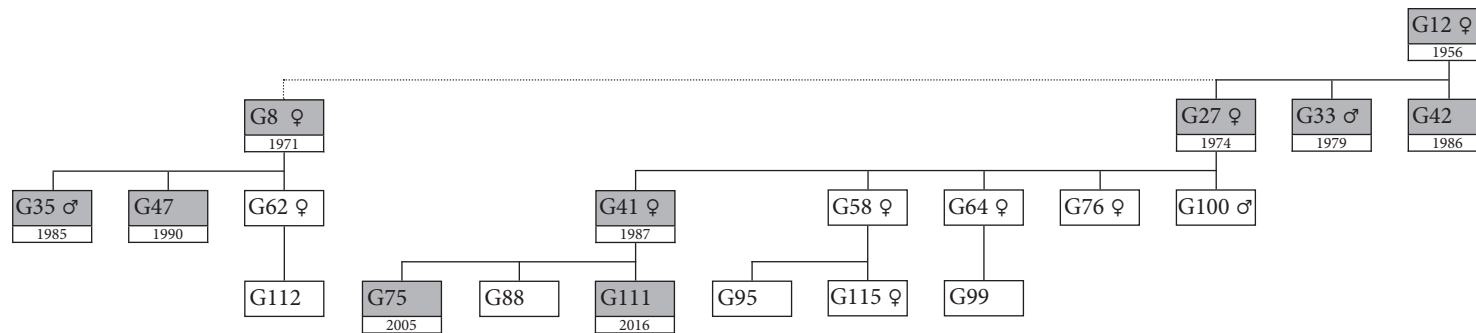 G12 ♀
1956
G8 ♀
1971
G27 ♀
1974
G33 ♂
1979
G42
1986
G35 ♂
1985
G47
1990
G62 ♀
G41 ♀
1987
G58 ♀
G64 ♀
G76 ♀
G100 ♂
G112
G75
2005
G88
G111
2016
G95
G115 ♀
G99